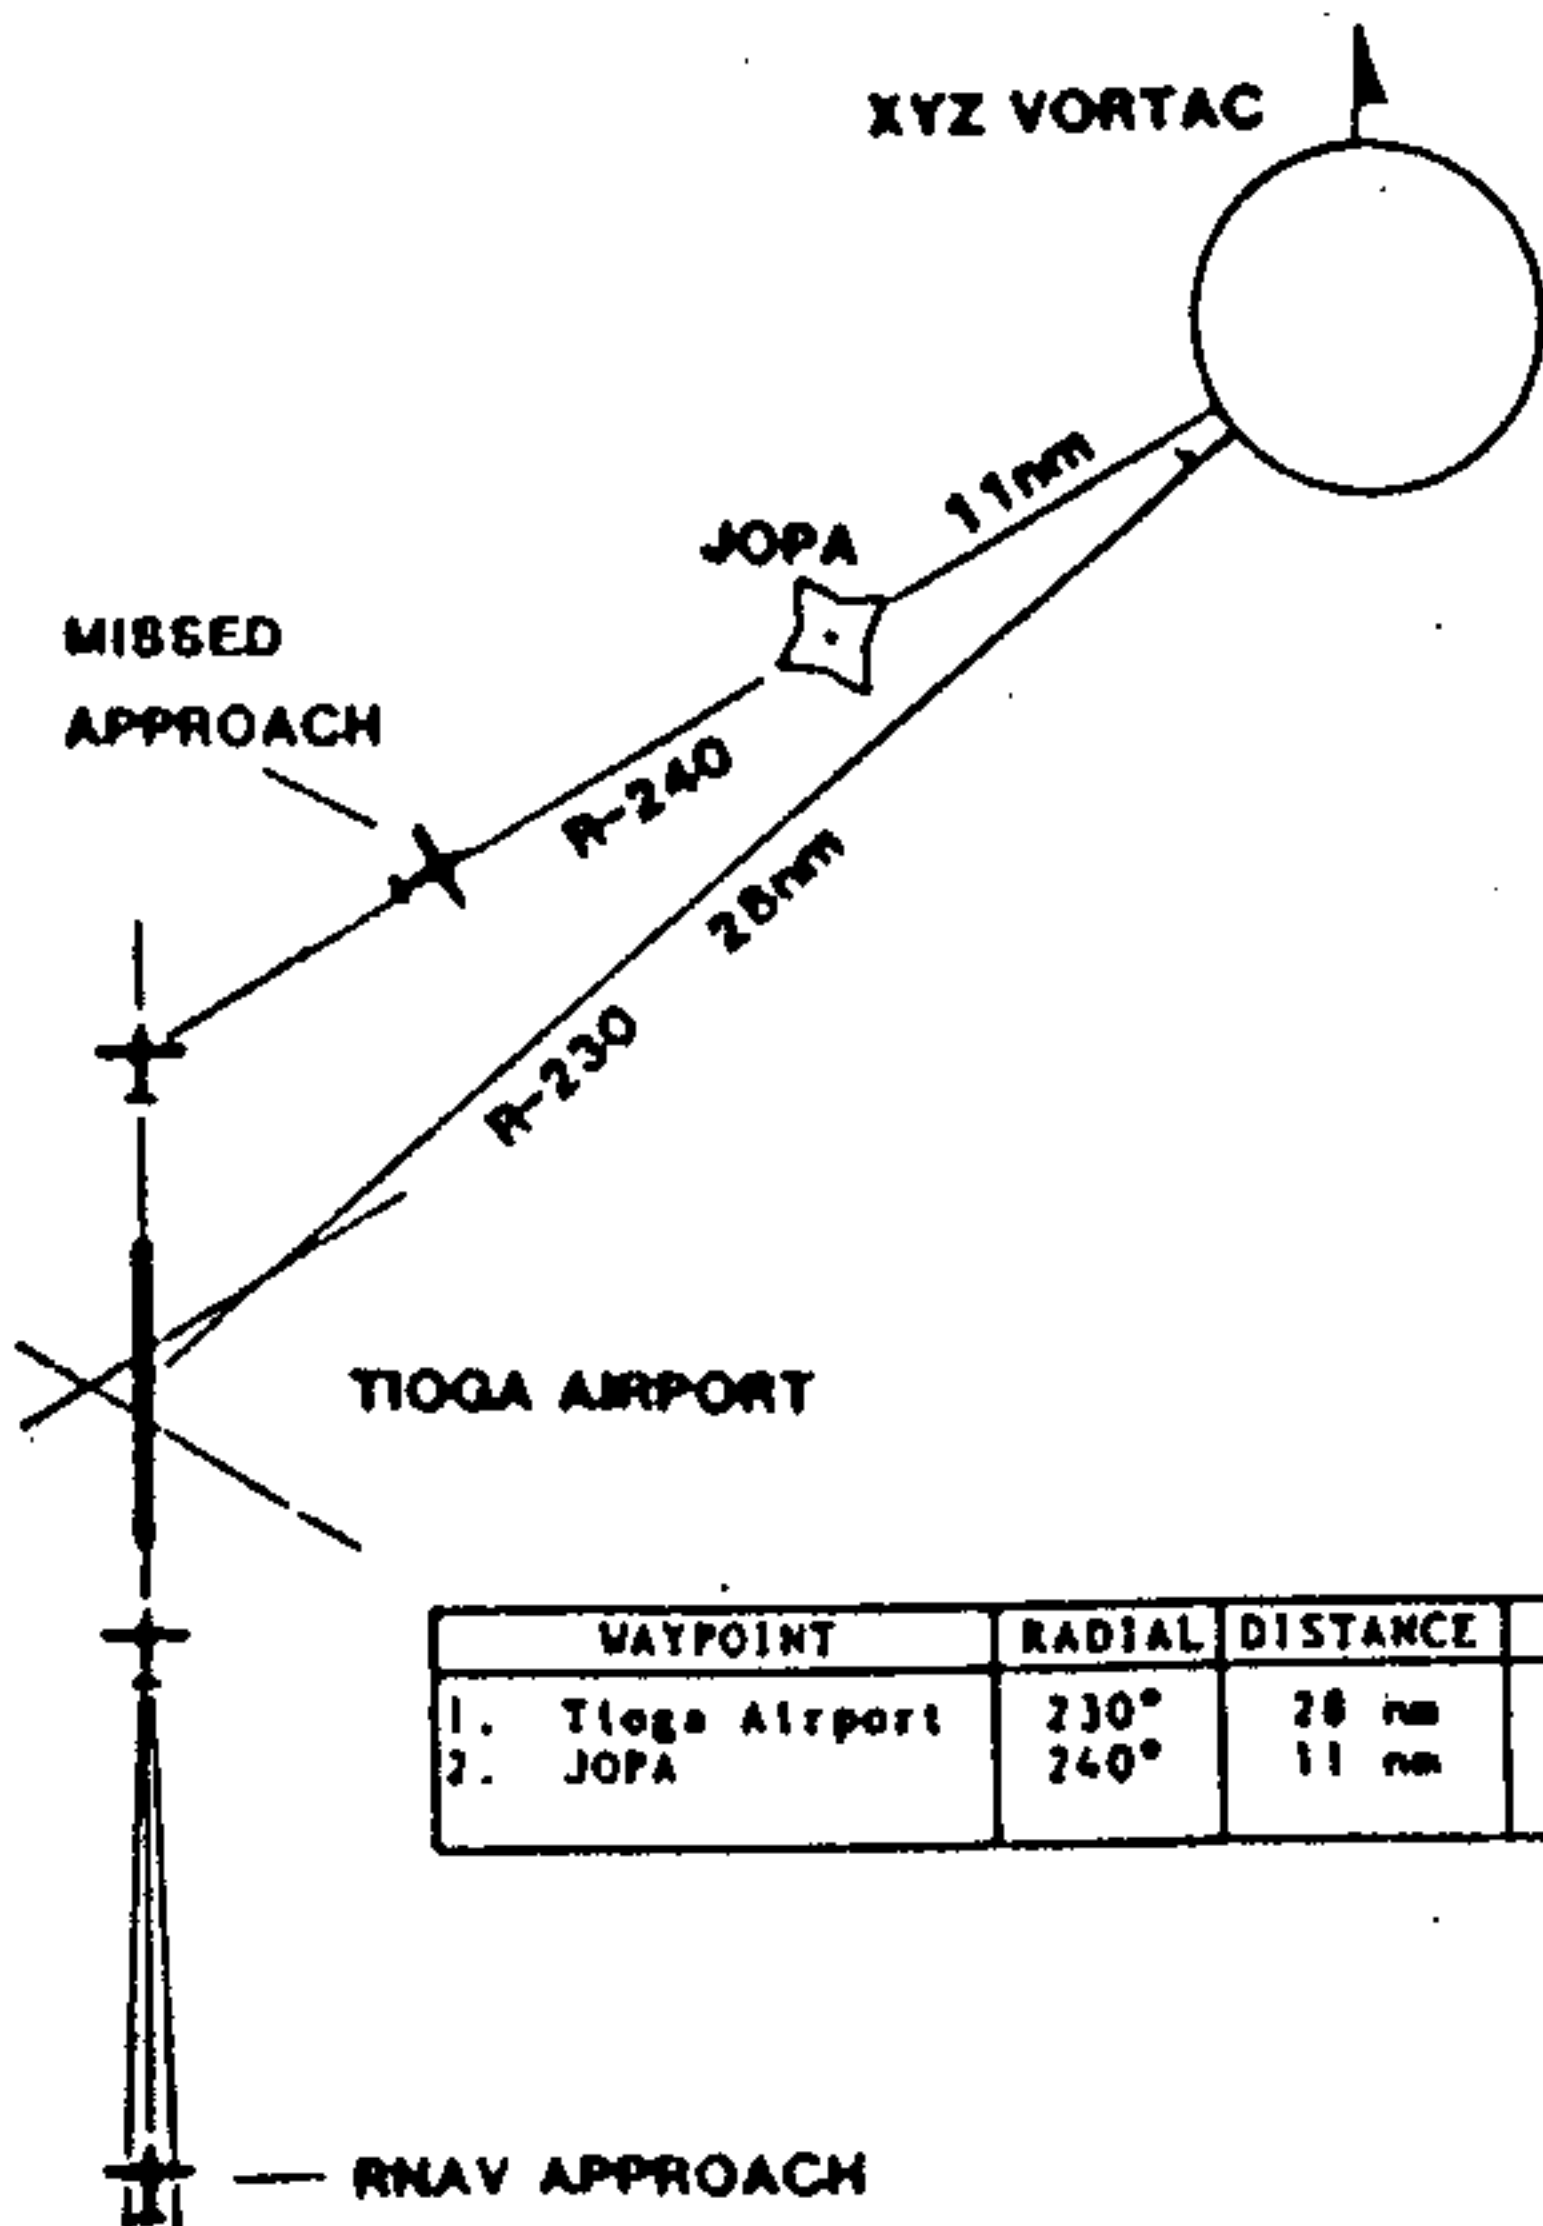 XYZ VORTAC
11nm
JOPA
MISSED
APPROACH
R-240
28nm
R-230
TIOGA AIRPORT
WAYPOINT RADIAL DISTANCE
1. Tioga Airport 230° 28 nm
2. JOPA 240° 11 nm
RNAV APPROACH